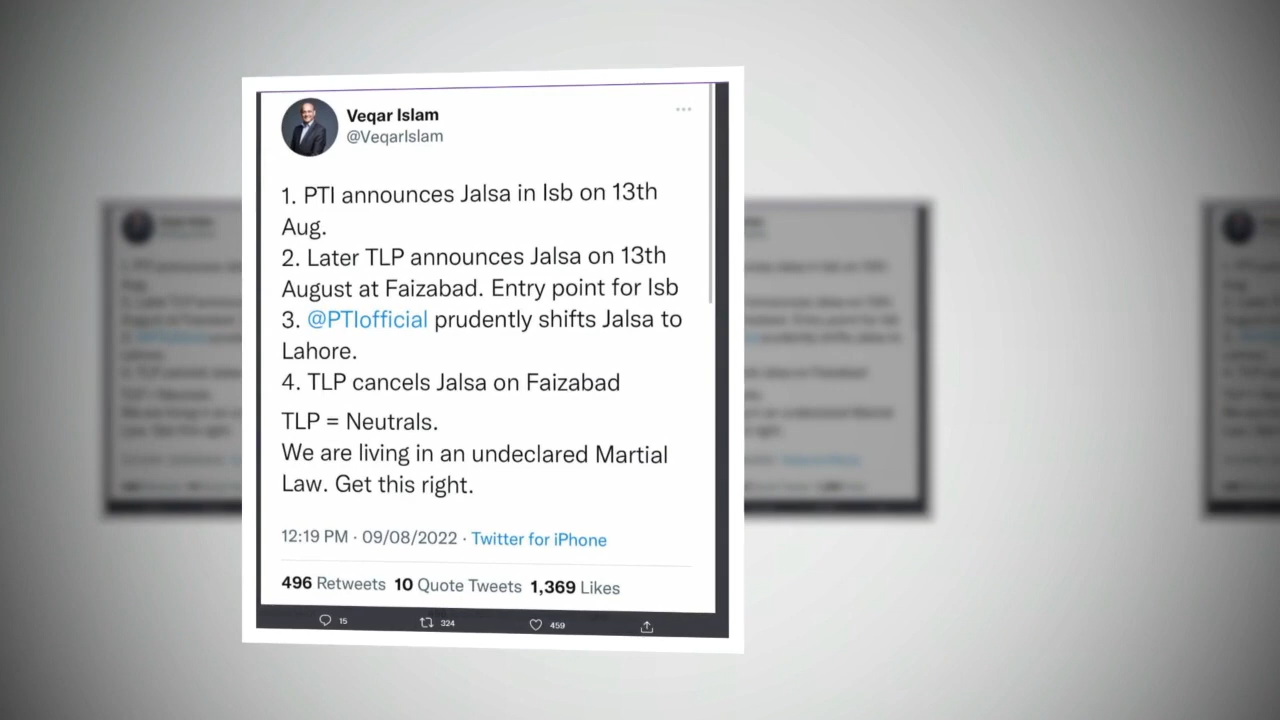 Veqar Islam
@VeqarIslam
1. PTI announces Jalsa in Isb on 13th
Aug.
2. Later TLP announces Jalsa on 13th
August at Faizabad. Entry point for Isb
3. @PTIofficial prudently shifts Jalsa to
Lahore.
4. TLP cancels Jalsa on Faizabad
TLP = Neutrals.
We are living in an undeclared Martial
Law. Get this right.
12:19 PM · 09/08/2022 · Twitter for iPhone
496 Retweets 10 Quote Tweets 1,369 Likes
15 324 459